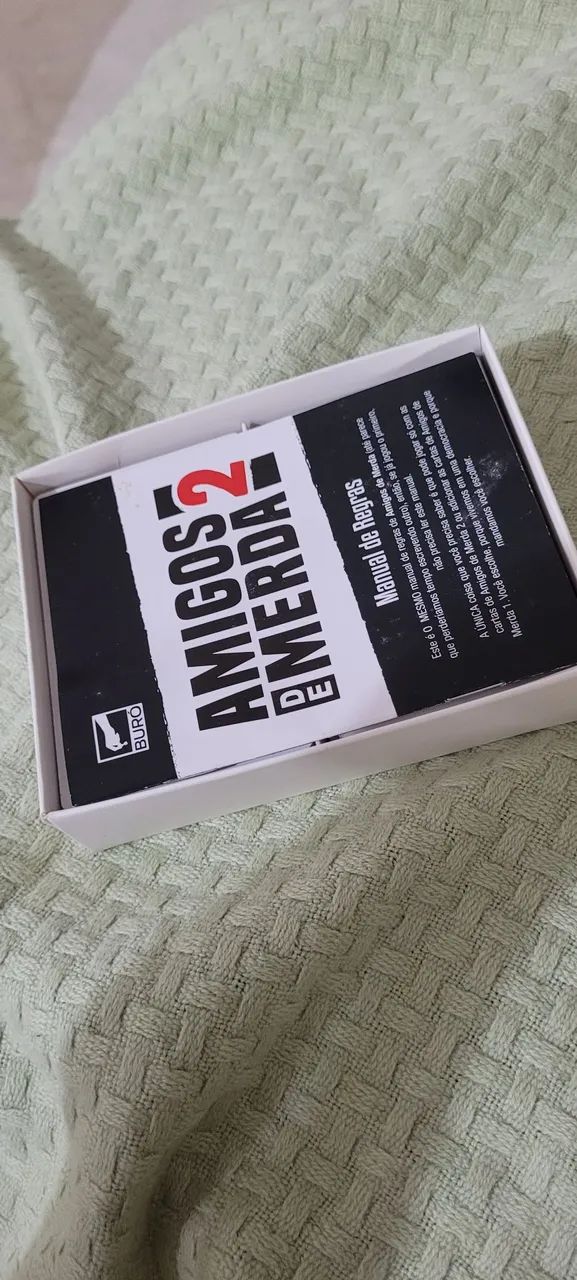 BURÓ
AMIGOS
DE MERDA 2
Manual de Regras
Este é O MESMO manual de regras de Amigos de Merda (até parece
que perderíamos tempo escrevendo outro), então, se já jogou o primeiro,
não precisa ler este manual.
A ÚNICA coisa que você precisa saber é que pode jogar só com as
cartas de Amigos de Merda 2 ou adicionar as cartas de Amigos de
Merda 1. Você escolhe, porque vivemos em uma democracia e porque
não vamos escolher